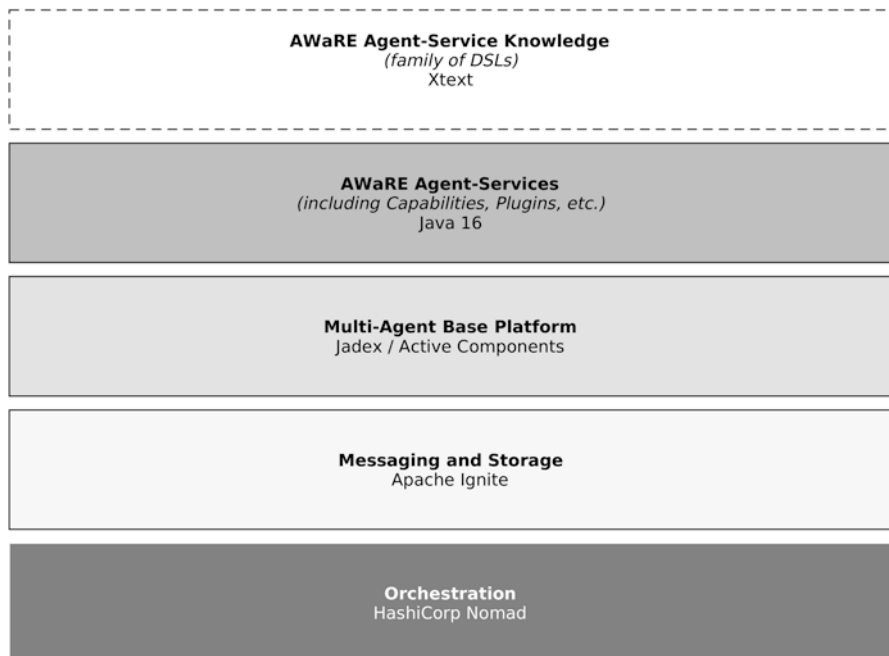 AWaRE Agent-Service Knowledge
(family of DSLs)
Xtext
AWaRE Agent-Services
(including Capabilities, Plugins, etc.)
Java 16
Multi-Agent Base Platform
Jadex / Active Components
Messaging and Storage
Apache Ignite
Orchestration
HashiCorp Nomad